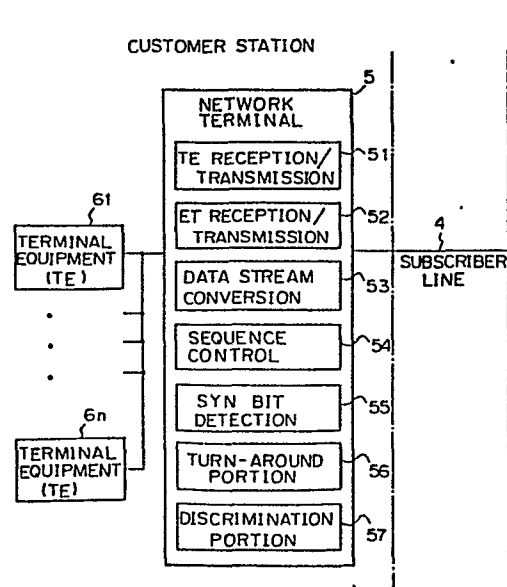 CUSTOMER STATION
5
NETWORK
TERMINAL
TE RECEPTION/
TRANSMISSION
51
ET RECEPTION/
TRANSMISSION
52
DATA STREAM
CONVERSION
53
SEQUENCE
CONTROL
54
SYN BIT
DETECTION
55
TURN-AROUND
PORTION
56
DISCRIMINATION
PORTION
57
61
TERMINAL
EQUIPMENT
(TE)
6n
TERMINAL
EQUIPMENT
(TE)
4
SUBSCRIBER
LINE